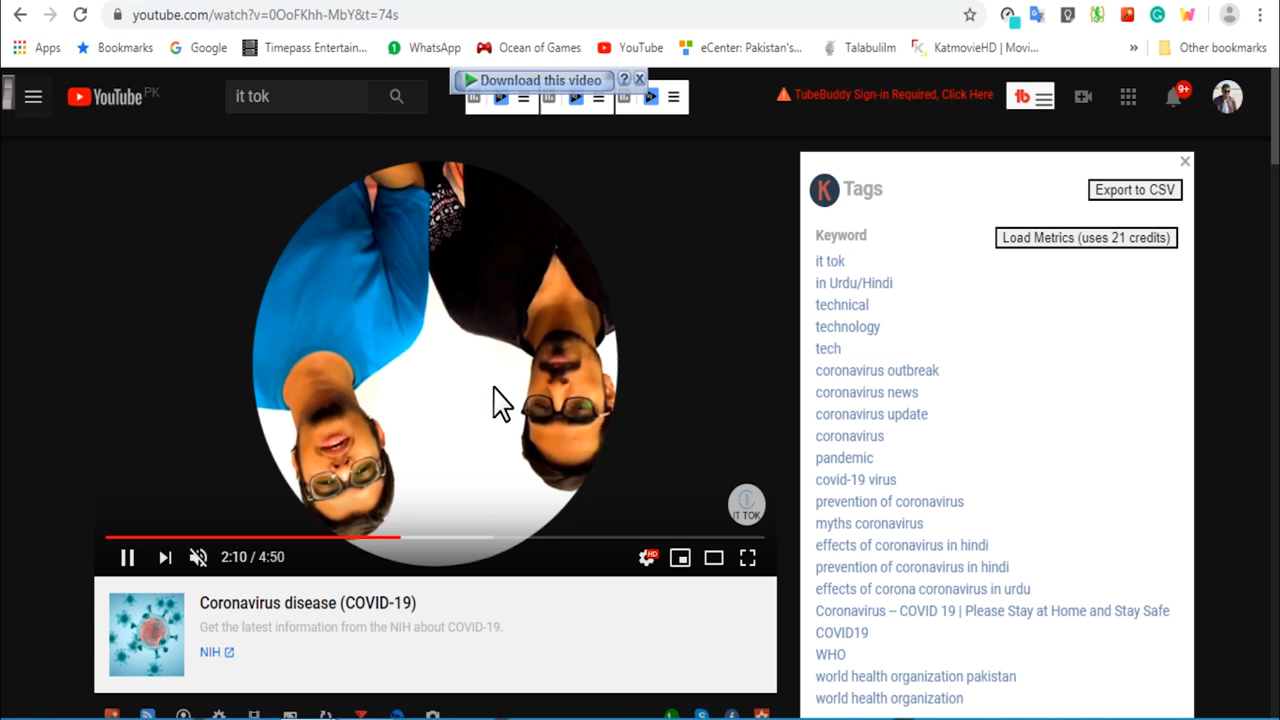 youtube.com/watch?v=0OoFKhh-MbY&t=74s
Apps Bookmarks Google Timepass Entertain... WhatsApp Ocean of Games YouTube eCenter: Pakistan's... Talabulilm KatmovieHD | Movi... » Other bookmarks
Download this video ? X
YouTube PK it tok TubeBuddy Sign-in Required, Click Here tb 9+
K Tags Export to CSV
Keyword Load Metrics (uses 21 credits)
it tok
in Urdu/Hindi
technical
technology
tech
coronavirus outbreak
coronavirus news
coronavirus update
coronavirus
pandemic
covid-19 virus
prevention of coronavirus
myths coronavirus
effects of coronavirus in hindi
prevention of coronavirus in hindi
effects of corona coronavirus in urdu
Coronavirus -- COVID 19 | Please Stay at Home and Stay Safe
COVID19
WHO
world health organization pakistan
world health organization
IT TOK
2:10 / 4:50 HD
Coronavirus disease (COVID-19)
Get the latest information from the NIH about COVID-19.
NIH